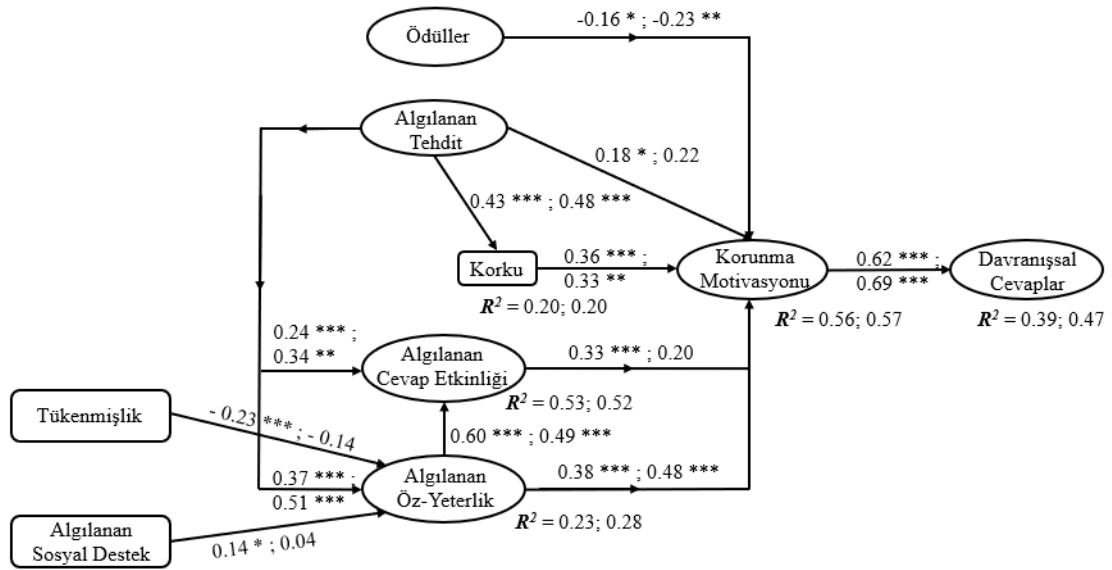 -0.16 * ; -0.23 **
Ödüller
Algılanan
Tehdit
0.18 * ; 0.22
0.43 *** ; 0.48 ***
Korku
0.36 *** ;
0.33 **
R² = 0.20; 0.20
Korunma
Motivasyonu
R² = 0.56; 0.57
0.62 *** ;
0.69 ***
Davranışsal
Cevaplar
R² = 0.39; 0.47
0.24 *** ;
0.34 **
Algılanan
Cevap Etkinliği
0.33 *** ; 0.20
R² = 0.53; 0.52
Tükenmişlik
- 0.23 *** ; - 0.14
0.60 *** ; 0.49 ***
0.37 *** ;
0.51 ***
Algılanan
Öz-Yeterlik
0.38 *** ; 0.48 ***
R² = 0.23; 0.28
Algılanan
Sosyal Destek
0.14 * ; 0.04